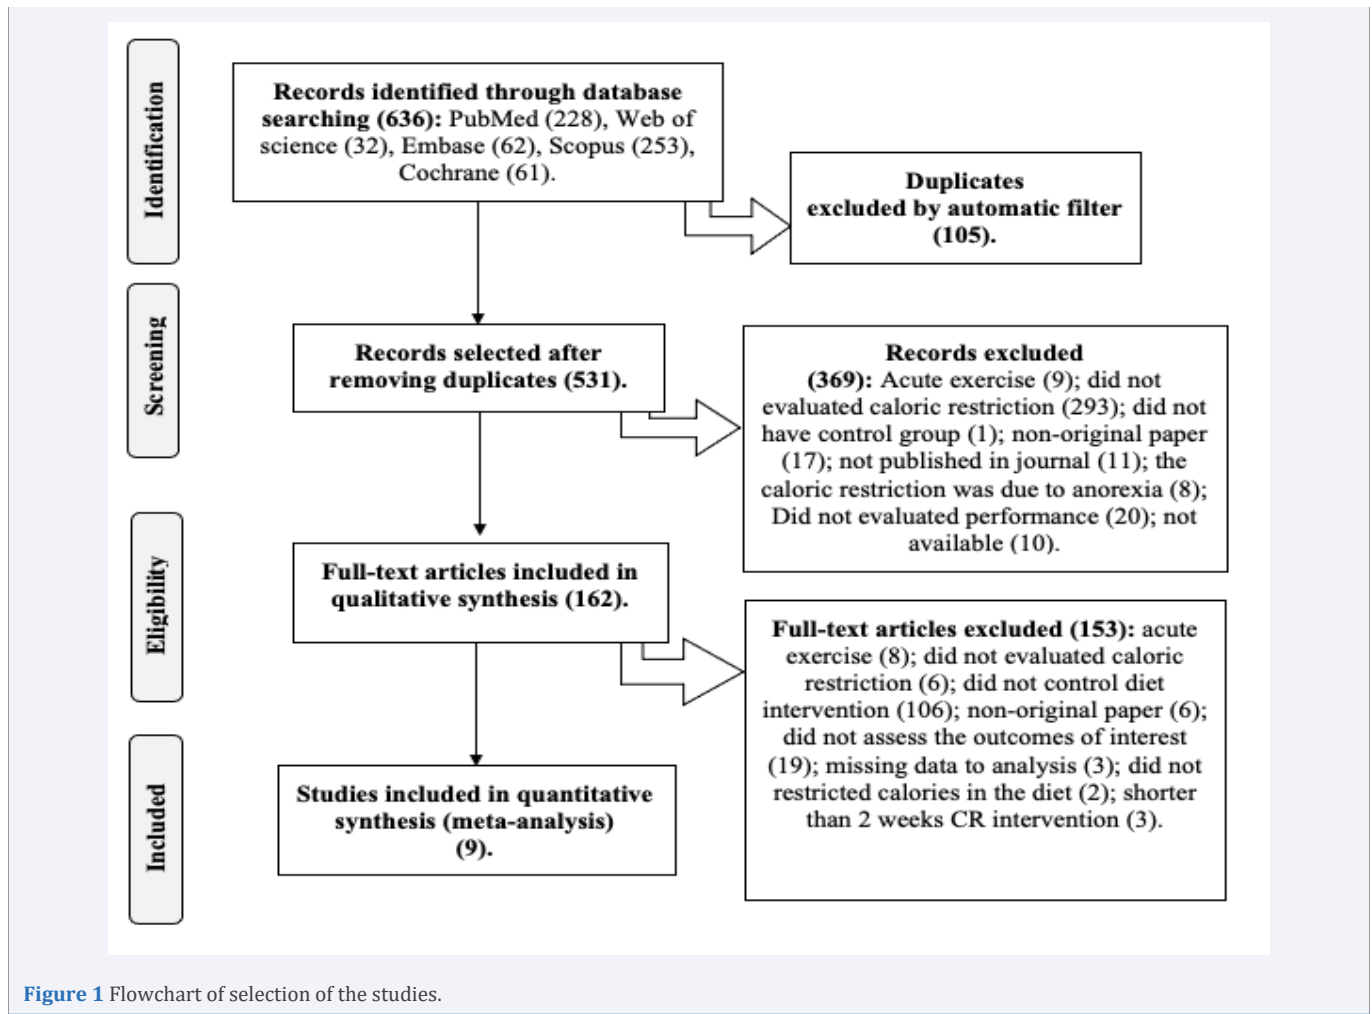 Identification
Records identified through database
searching (636): PubMed (228), Web of
science (32), Embase (62), Scopus (253),
Cochrane (61).
Duplicates
excluded by automatic filter
(105).
Screening
Records selected after
removing duplicates (531).
Records excluded
(369): Acute exercise (9); did not
evaluated caloric restriction (293); did not
have control group (1); non-original paper
(17); not published in journal (11); the
caloric restriction was due to anorexia (8);
Did not evaluated performance (20); not
available (10).
Eligibility
Full-text articles included in
qualitative synthesis (162).
Full-text articles excluded (153): acute
exercise (8); did not evaluated caloric
restriction (6); did not control diet
intervention (106); non-original paper (6);
did not assess the outcomes of interest
(19); missing data to analysis (3); did not
restricted calories in the diet (2); shorter
than 2 weeks CR intervention (3).
Included
Studies included in quantitative
synthesis (meta-analysis)
(9).
Figure 1 Flowchart of selection of the studies.